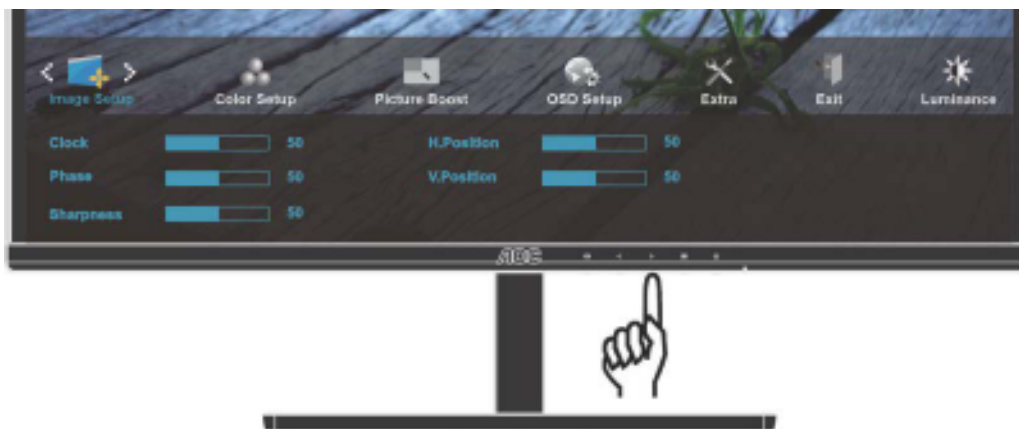 Image Setup
Color Setup
Picture Boost
OSD Setup
Extra
Exit
Luminance
Clock 50 H.Position 50
Phase 50 V.Position 50
Sharpness 50
AOC